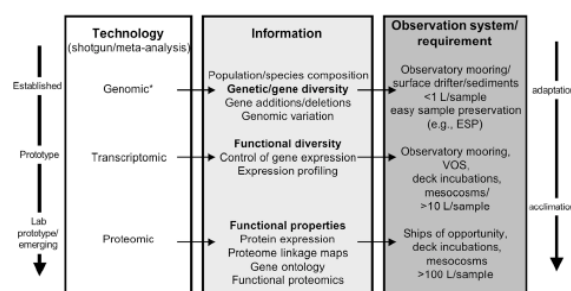 Technology
(shotgun/meta-analysis)
Information
Observation system/
requirement
Established
Genomic*
Population/species composition
Genetic/gene diversity
Gene additions/deletions
Genomic variation
Observatory mooring/
surface drifter/sediments
<1 L/sample
easy sample preservation
(e.g., ESP)
adaptation
Prototype
Transcriptomic
Functional diversity
Control of gene expression
Expression profiling
Observatory mooring,
VOS,
deck incubations,
mesocosms/
>10 L/sample
Lab
prototype/
emerging
Proteomic
Functional properties
Protein expression
Proteome linkage maps
Gene ontology
Functional proteomics
Ships of opportunity,
deck incubations,
mesocosms
>100 L/sample
acclimation